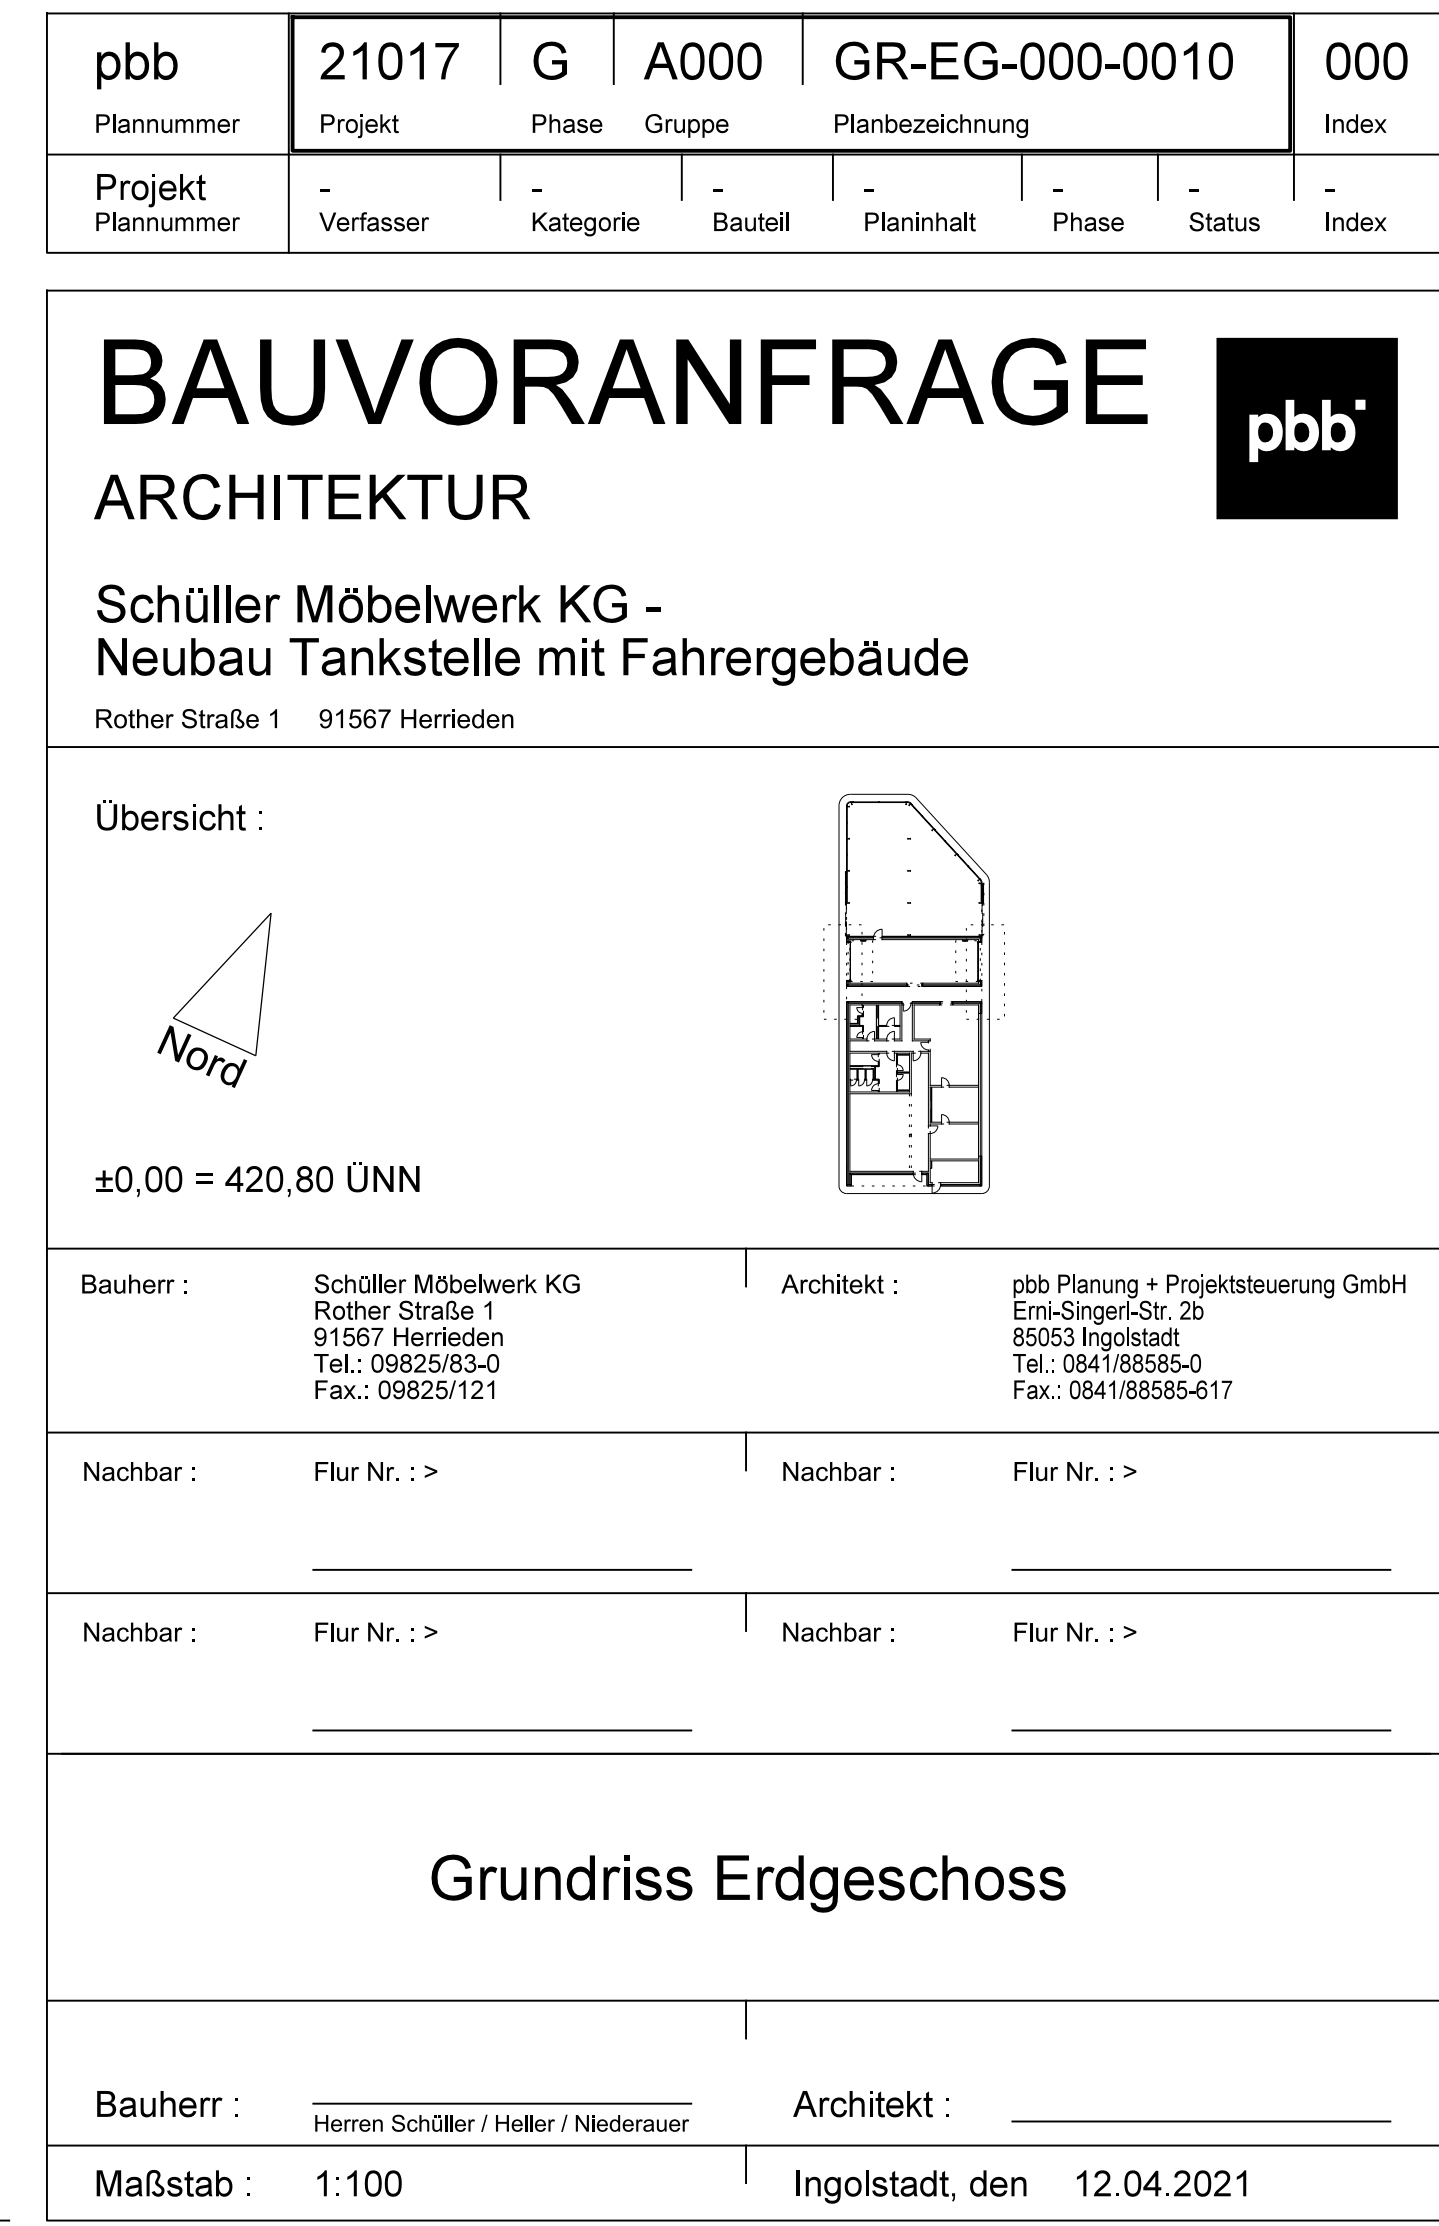 pbb 21017 G A000 GR-EG-000-0010 000
Plannummer Projekt Phase Gruppe Planbezeichnung Index
Projekt - - - - - - -
Plannummer Verfasser Kategorie Bauteil Planinhalt Phase Status Index
BAUVORANFRAGE
pbb
ARCHITEKTUR
Schüller Möbelwerk KG -
Neubau Tankstelle mit Fahrergebäude
Rother Straße 1 91567 Herrieden
Übersicht :
Nord
±0,00 = 420,80 ÜNN
Bauherr : Schüller Möbelwerk KG
Rother Straße 1
91567 Herrieden
Tel.: 09825/83-0
Fax.: 09825/121
Architekt : pbb Planung + Projektsteuerung GmbH
Erni-Singerl-Str. 2b
85053 Ingolstadt
Tel.: 0841/88585-0
Fax.: 0841/88585-617
Nachbar : Flur Nr. : >
Nachbar : Flur Nr. : >
Nachbar : Flur Nr. : >
Nachbar : Flur Nr. : >
Grundriss Erdgeschoss
Bauherr :
Herren Schüller / Heller / Niederauer
Architekt :
Maßstab : 1:100
Ingolstadt, den 12.04.2021